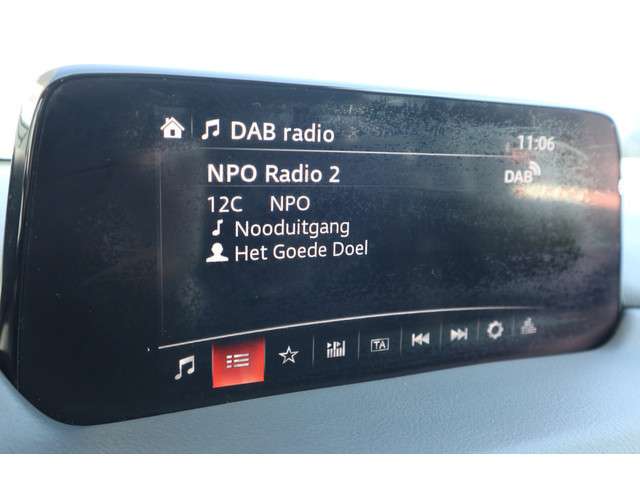 DAB radio
11:06
NPO Radio 2
DAB
12C NPO
Nooduitgang
Het Goede Doel
TA